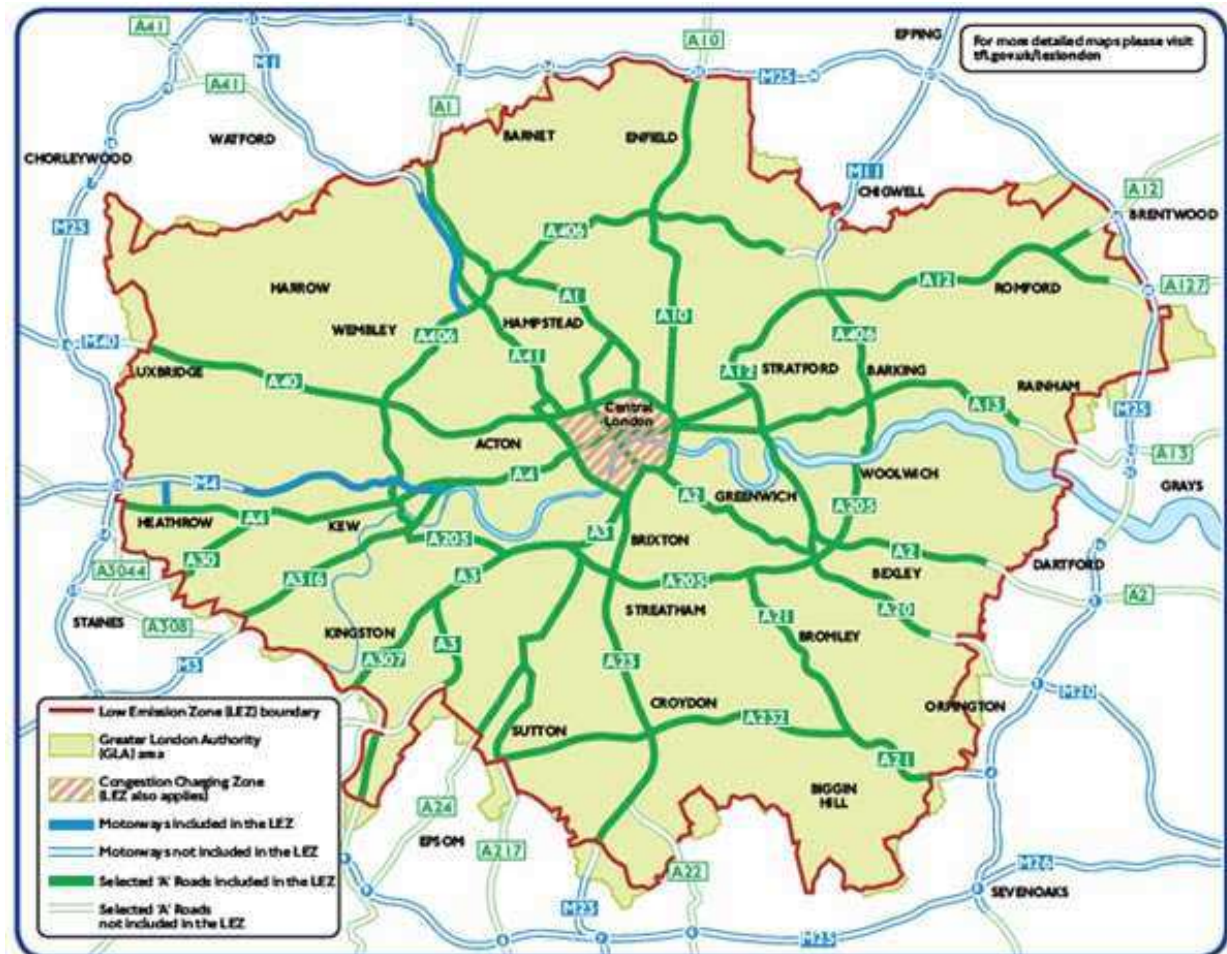 A41
A41
M1
A1
A10
M25
EPPING
For more detailed maps please visit
tfl.gov.uk/lezlondon
WATFORD
CHORLEYWOOD
M25
BARNET
ENFIELD
M11
CHIGWELL
A12
BRENTWOOD
A406
HARROW
A1
A10
A12
ROMFORD
A127
WEMBLEY
HAMPSTEAD
A406
A406
M40
UXBRIDGE
A40
A41
A12
STRATFORD
BARKING
RAINHAM
M25
Central
London
A13
ACTON
A13
M4
A4
WOOLWICH
GRAYS
HEATHROW
A4
KEW
A2
GREENWICH
A205
A3
BRIXTON
A205
A30
A3044
A316
A3
A205
A2
BEXLEY
DARTFORD
A2
STAINES
A308
STREATHAM
A21
A20
KINGSTON
BROMLEY
M3
A307
A3
A23
M20
CROYDON
ORPINGTON
SUTTON
A232
A21
BIGGIN
HILL
A24
EPSOM
A217
A22
M26
SEVENOAKS
M23
M25
Low Emission Zone (LEZ) boundary
Greater London Authority
(GLA) area
Congestion Charging Zone
(LEZ also applies)
Motorways included in the LEZ
Motorways not included in the LEZ
Selected 'A' Roads included in the LEZ
Selected 'A' Roads
not included in the LEZ